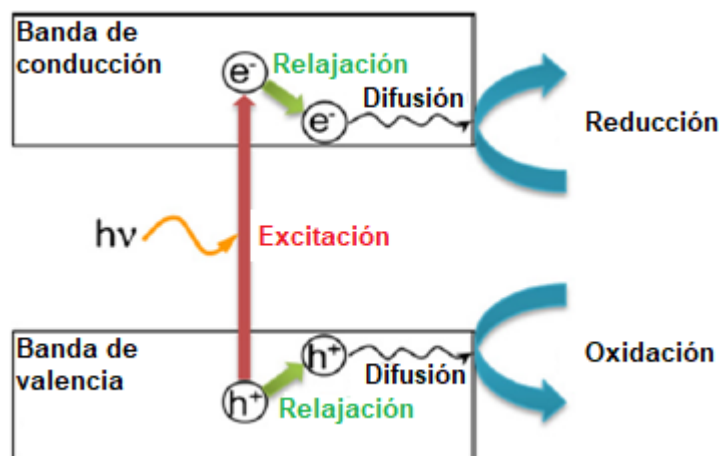 Banda de
conducción
e⁻
Relajación
e⁻
Difusión
Reducción
hν
Excitación
Banda de
valencia
h⁺
Difusión
Oxidación
h⁺
Relajación